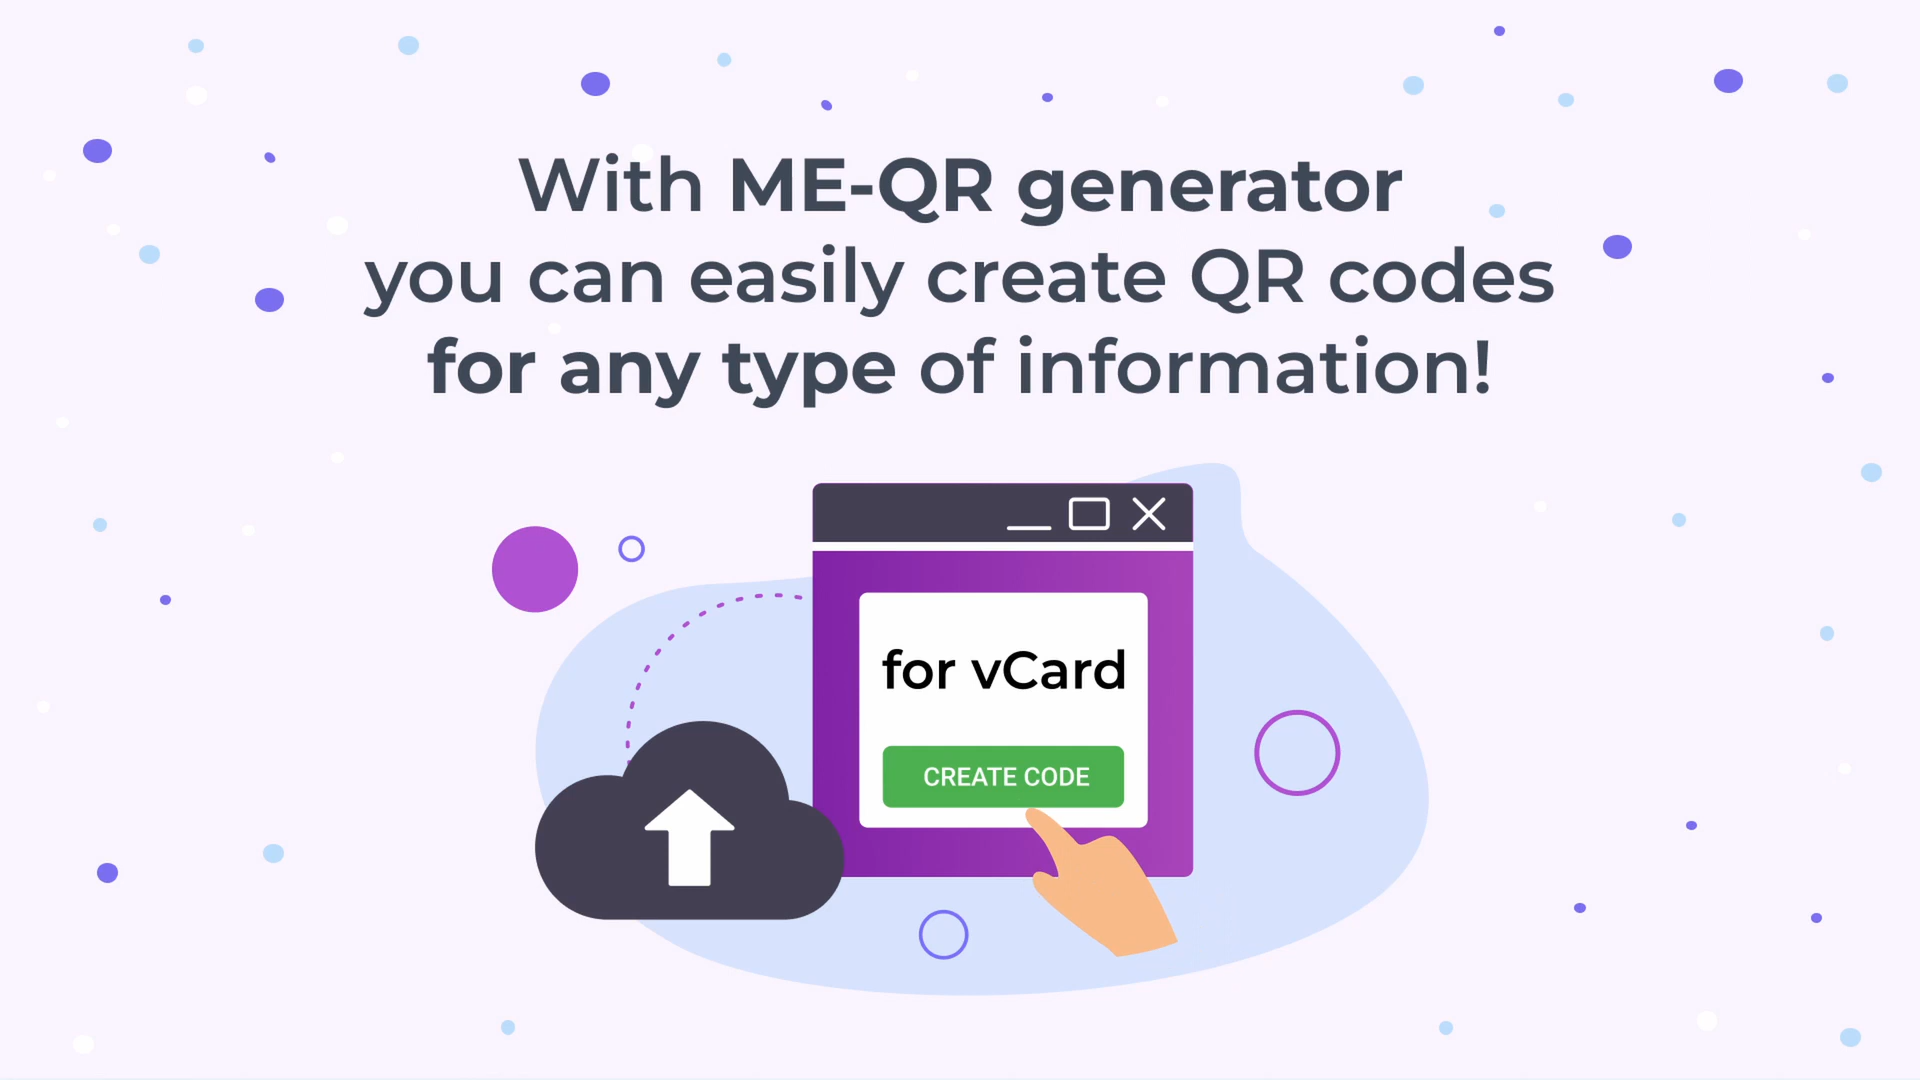 With ME-QR generator
you can easily create QR codes
for any type of information!
for vCard
CREATE CODE